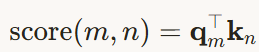 score(m, n) = q_m^⊤ k_n